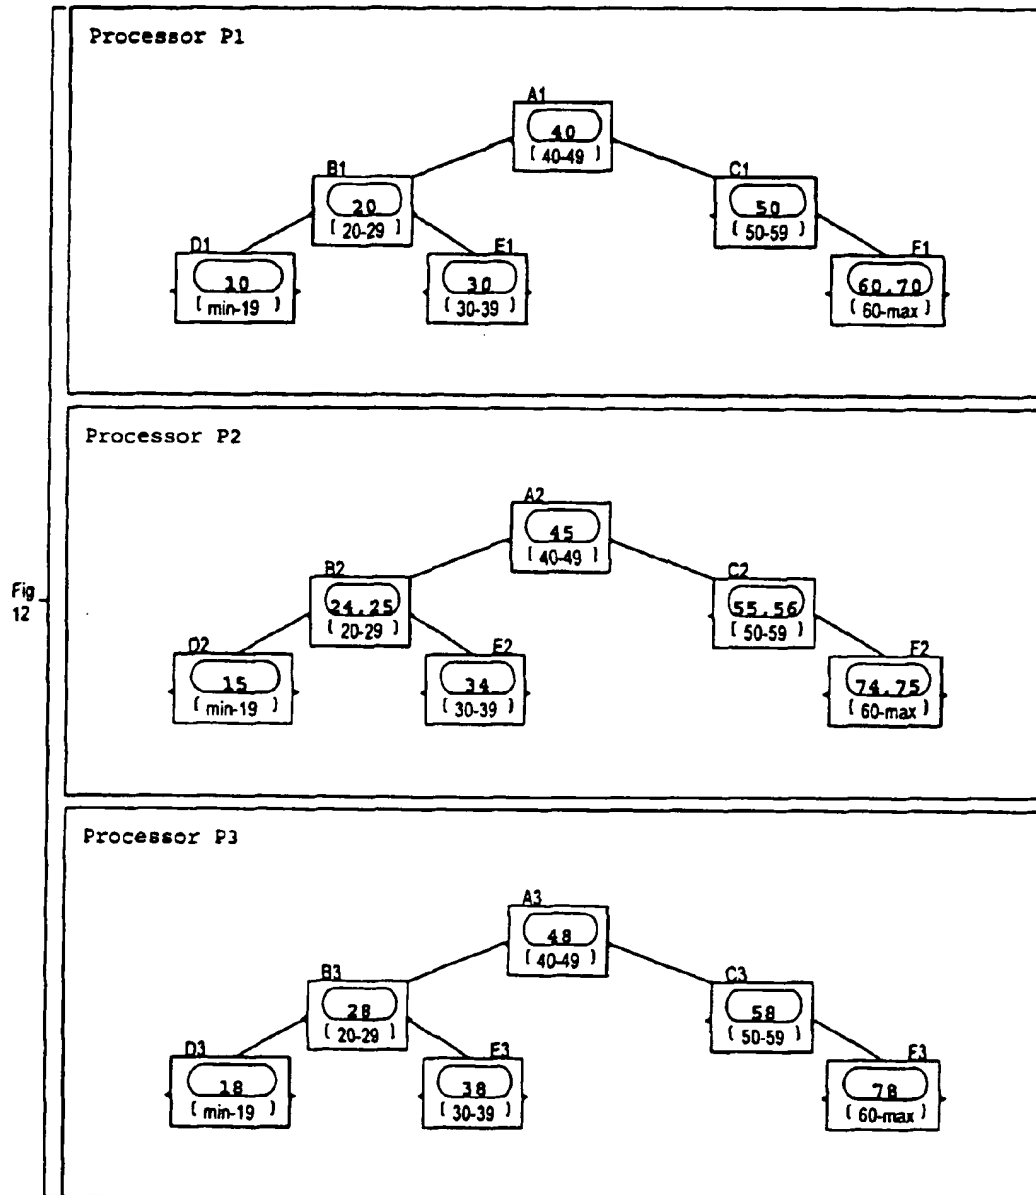 Processor P1
A1
40
( 40-49 )
B1
20
( 20-29 )
C1
50
( 50-59 )
D1
10
( min-19 )
E1
30
( 30-39 )
F1
60.70
( 60-max )
Processor P2
A2
45
( 40-49 )
Fig
12
B2
24.25
( 20-29 )
C2
55.56
( 50-59 )
D2
15
( min-19 )
E2
34
( 30-39 )
F2
74.75
( 60-max )
Processor P3
A3
48
( 40-49 )
B3
28
( 20-29 )
C3
58
( 50-59 )
D3
18
( min-19 )
E3
38
( 30-39 )
F3
78
( 60-max )